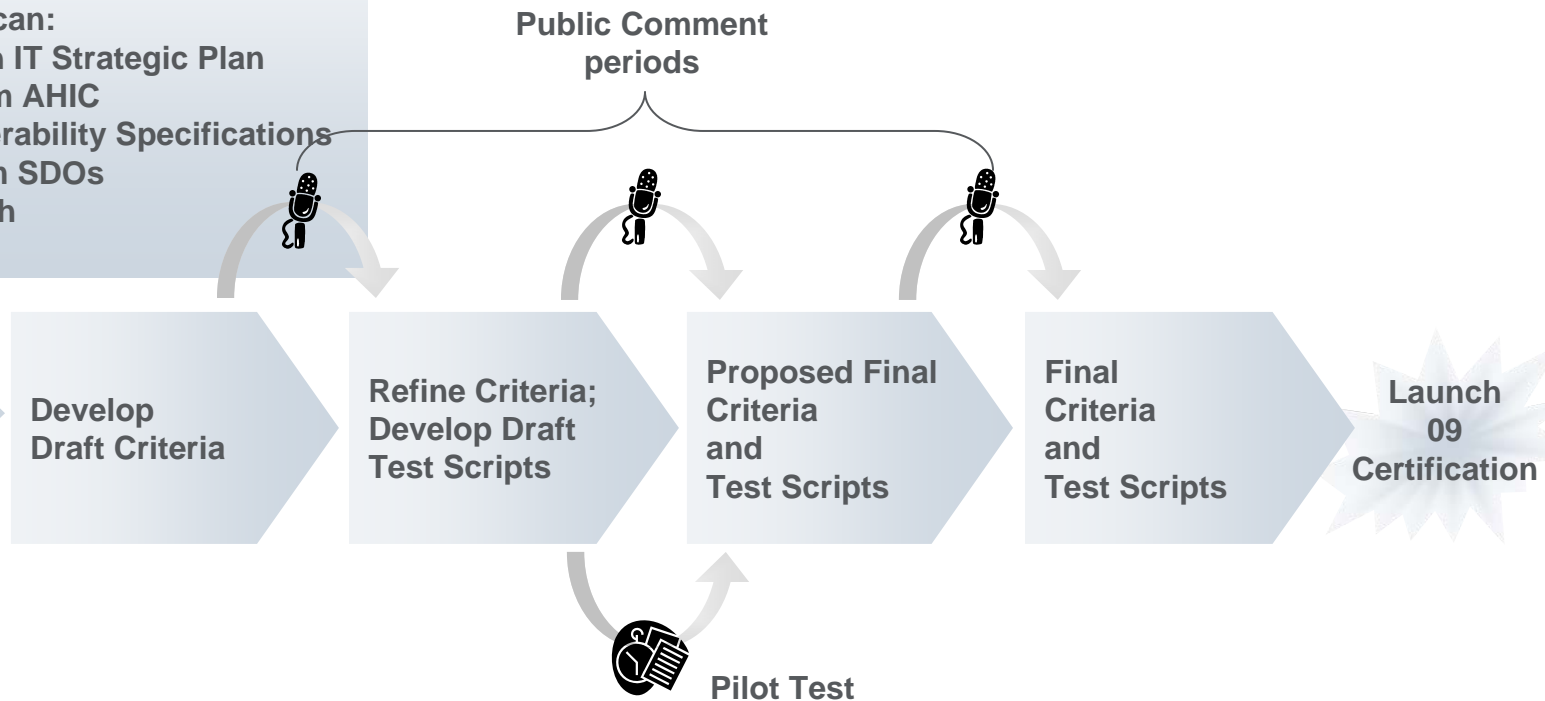 can:
IT Strategic Plan
AHIC
Specifications
SDOs
Public Comment
periods
Develop
Draft Criteria
Refine Criteria;
Develop Draft
Test Scripts
Proposed Final
Criteria
and
Test Scripts
Final
Criteria
and
Test Scripts
Launch
09
Certification
Pilot Test